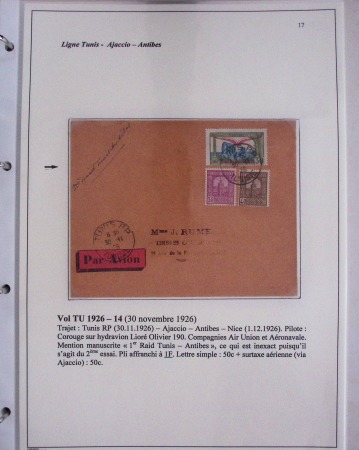 17
Ligne Tunis - Ajaccio – Antibes
TUNIS R.P.
Par Avion
Mme J. RUME
Vol TU 1926 – 14 (30 novembre 1926)
Trajet : Tunis RP (30.11.1926) – Ajaccio – Antibes – Nice (1.12.1926). Pilote :
Corouge sur hydravion Lioré Olivier 190. Compagnies Air Union et Aéronavale.
Mention manuscrite « 1er Raid Tunis – Antibes », ce qui est inexact puisqu'il
s'agit du 2ème essai. Pli affranchi à 1F. Lettre simple : 50c + surtaxe aérienne (via
Ajaccio) : 50c.